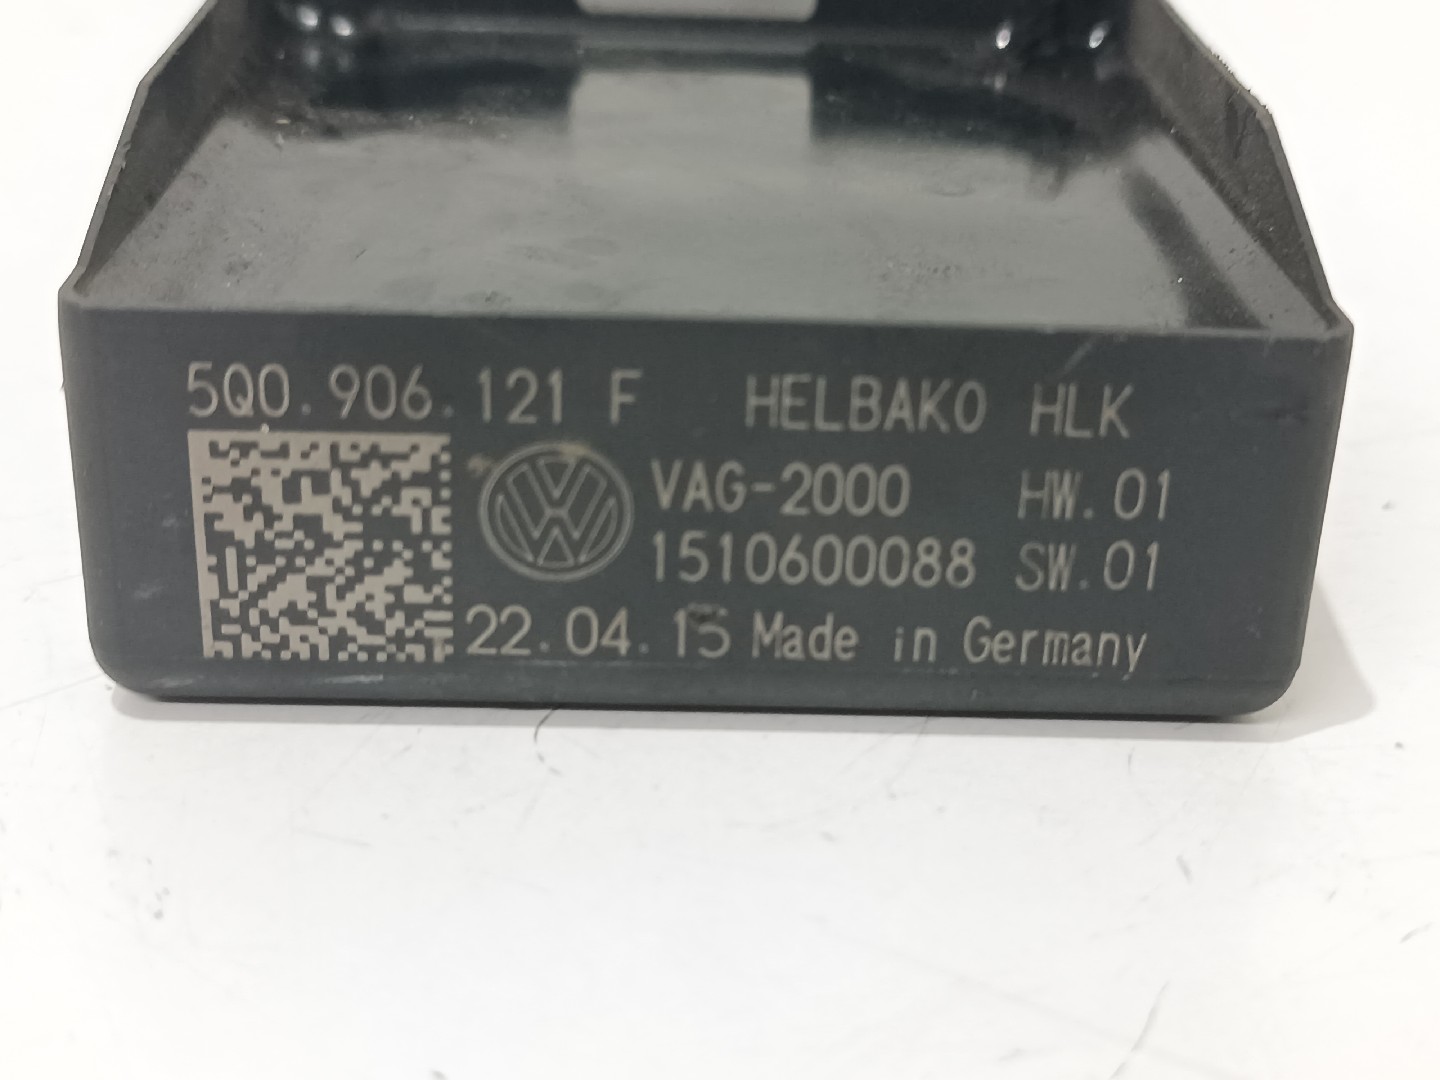 5Q0.906.121 F HELBAKO HLK
VAG-2000 HW.01
1510600088 SW.01
22.04.15 Made in Germany